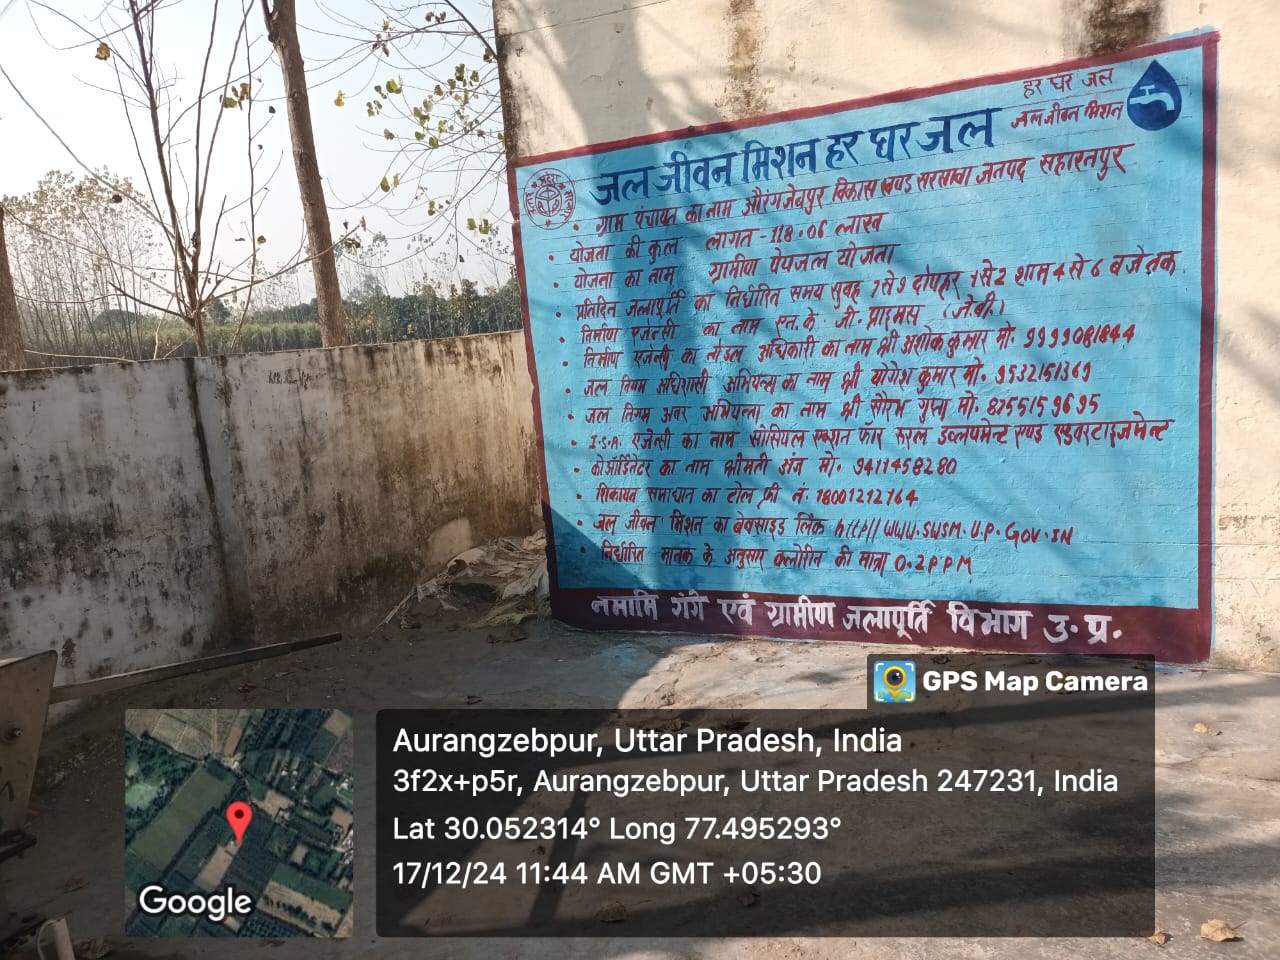 हर घर जल
जल जीवन मिशन
जल जीवन मिशन हर घर जल
ग्राम पंचायत का नाम औरंगजेबपुर विकास खण्ड सरसावा जनपद सहारनपुर
योजना की कुल लागत - 118.06 लाख
योजना का नाम ग्रामीण पेयजल योजना
प्रतिदिन जलापूर्ति का निर्धारित समय सुबह 7 से 9 दोपहर 1 से 2 शाम 4 से 6 बजे तक
निर्माण एजेन्सी का नाम एन.के. जी. प्राइमस (जे.बी.)
निर्माण एजेन्सी का नोडल अधिकारी का नाम श्री अशोक कुमार मो. 9999081844
जल निगम अधिशासी अभियन्ता का नाम श्री योगेश कुमार मो. 9532151369
जल निगम अवर अभियन्ता का नाम श्री सौरभ गुप्ता मो. 8755159695
I.S.A. एजेन्सी का नाम सोसियल एक्शन फॉर रूरल डव्लपमेन्ट एण्ड एडवरटाइजमेन्ट
कोऑर्डिनेटर का नाम श्रीमती अंजू मो. 9411458280
शिकायत समाधान का टोल फ्री नं. 18001212164
जल जीवन मिशन का बेवसाइड लिंक http// WWW.SWSM.U.P.GOV.IN
निर्धारित मानक के अनुसार क्लोरिन की मात्रा 0.2PPM
नमामि गंगे एवं ग्रामीण जलापूर्ति विभाग उ.प्र.
GPS Map Camera
Aurangzebpur, Uttar Pradesh, India
3f2x+p5r, Aurangzebpur, Uttar Pradesh 247231, India
Lat 30.052314° Long 77.495293°
17/12/24 11:44 AM GMT +05:30
Google